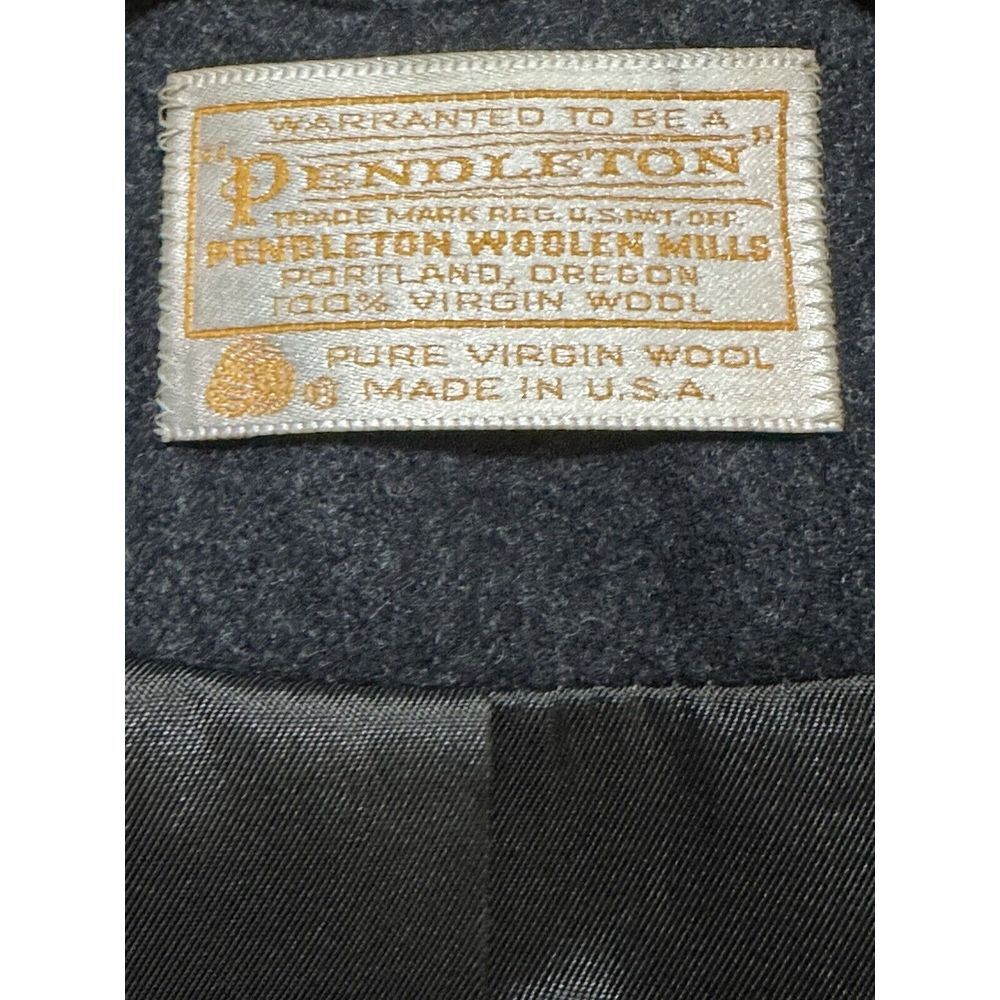 WARRANTED TO BE A
"PENDLETON"
TRADE MARK REG. U.S. PAT. OFF.
PENDLETON WOOLEN MILLS
PORTLAND, OREGON
100% VIRGIN WOOL
® PURE VIRGIN WOOL
MADE IN U.S.A.